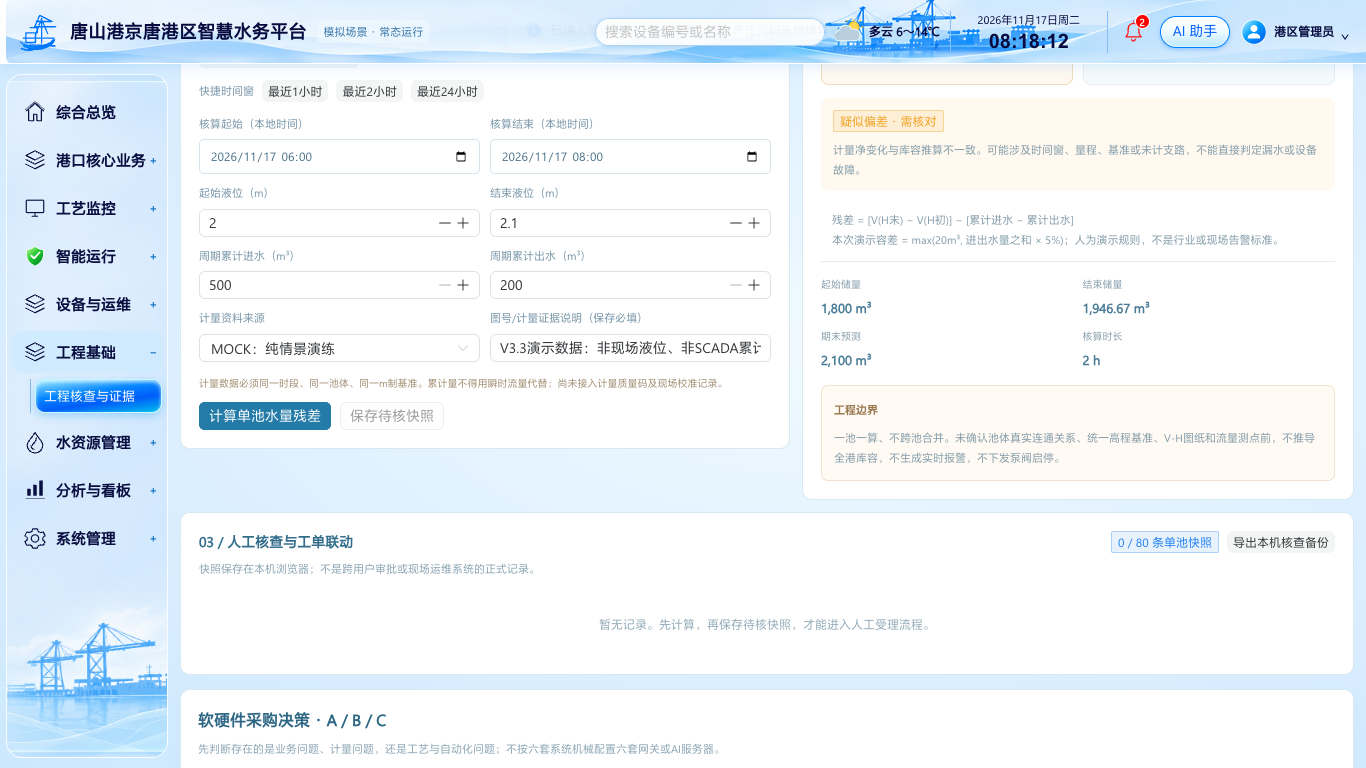 唐山港京唐港区智慧水务平台
模拟场景 · 常态运行
搜索设备编号或名称
多云 6~14℃
2026年11月17日周二
08:18:12
2
AI 助手
港区管理员
综合总览
港口核心业务 +
工艺监控 +
智能运行 +
设备与运维 +
工程基础 −
工程核查与证据
水资源管理 +
分析与看板 +
系统管理 +
快捷时间窗 最近1小时 最近2小时 最近24小时
核算起始（本地时间） 核算结束（本地时间）
2026/11/17 06:00 2026/11/17 08:00
起始液位（m） 结束液位（m）
2 2.1
周期累计进水（m³） 周期累计出水（m³）
500 200
计量资料来源 图号/计量证据说明（保存必填）
MOCK：纯情景演练 V3.3演示数据：非现场液位、非SCADA累计
计量数据必须同一时段、同一池体、同一m制基准。累计量不得用瞬时流量代替；尚未接入计量质量码及现场校准记录。
计算单池水量残差 保存待核快照
疑似偏差 · 需核对
计量净变化与库容推算不一致。可能涉及时间窗、量程、基准或未计支路，不能直接判定漏水或设备
故障。
残差 = [V(H末) − V(H初)] − [累计进水 − 累计出水]
本次演示容差 = max(20m³, 进出水量之和 × 5%)；人为演示规则，不是行业或现场告警标准。
起始储量 结束储量
1,800 m³ 1,946.67 m³
期末预测 核算时长
2,100 m³ 2 h
工程边界
一池一算、不跨池合并。未确认池体真实连通关系、统一高程基准、V-H图纸和流量测点前，不推导
全港库容，不生成实时报警，不下发泵阀启停。
03 / 人工核查与工单联动
0 / 80 条单池快照 导出本机核查备份
快照保存在本机浏览器；不是跨用户审批或现场运维系统的正式记录。
暂无记录。先计算，再保存待核快照，才能进入人工受理流程。
软硬件采购决策 · A / B / C
先判断存在的是业务问题、计量问题，还是工艺与自动化问题；不按六套系统机械配置六套网关或AI服务器。